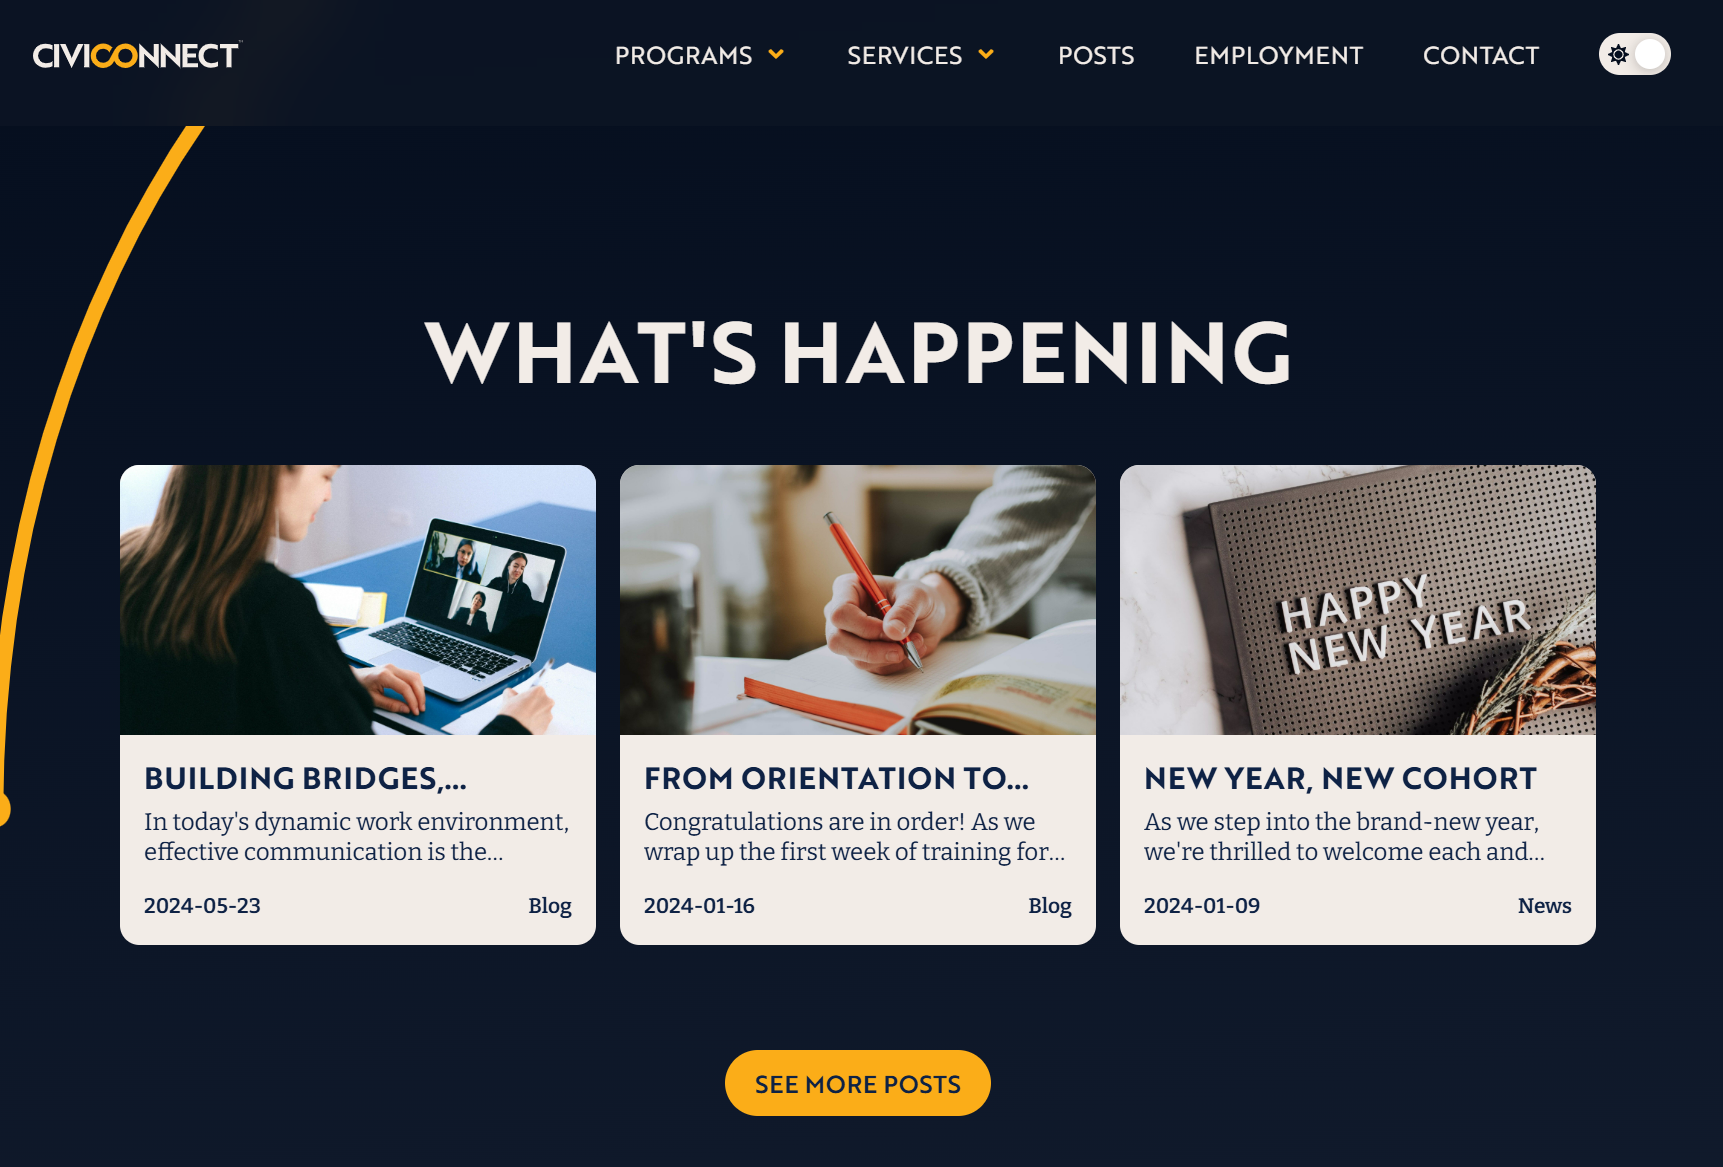 CIVICONNECT™
PROGRAMS
SERVICES
POSTS
EMPLOYMENT
CONTACT
WHAT'S HAPPENING
HAPPY
NEW YEAR
BUILDING BRIDGES,...
In today's dynamic work environment,
effective communication is the...
2024-05-23
Blog
FROM ORIENTATION TO...
Congratulations are in order! As we
wrap up the first week of training for...
2024-01-16
Blog
NEW YEAR, NEW COHORT
As we step into the brand-new year,
we're thrilled to welcome each and...
2024-01-09
News
SEE MORE POSTS